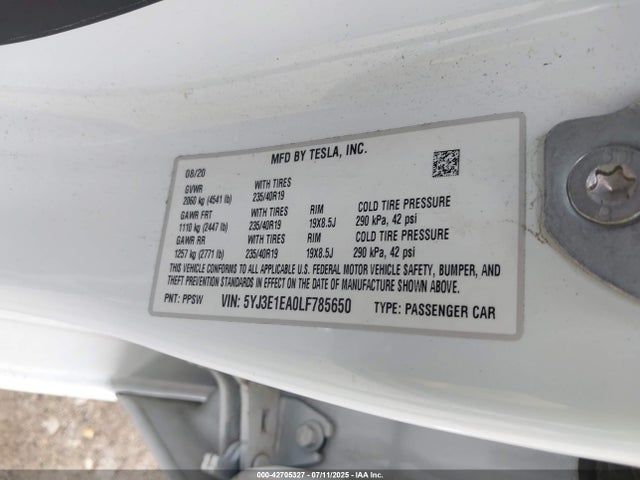 MFD BY TESLA, INC.
08/20
GVWR WITH TIRES
2060 kg (4541 lb) 235/40R19
GAWR FRT WITH TIRES RIM COLD TIRE PRESSURE
1110 kg (2447 lb) 235/40R19 19X8.5J 290 kPa, 42 psi
GAWR RR WITH TIRES RIM COLD TIRE PRESSURE
1257 kg (2771 lb) 235/40R19 19X8.5J 290 kPa, 42 psi
THIS VEHICLE CONFORMS TO ALL APPLICABLE U.S. FEDERAL MOTOR VEHICLE SAFETY, BUMPER, AND
THEFT PREVENTION STANDARDS IN EFFECT ON THE DATE OF MANUFACTURE SHOWN ABOVE.
PNT: PPSW VIN: 5YJ3E1EA0LF785650 TYPE: PASSENGER CAR
000-42705327 - 07/11/2025 - IAA Inc.